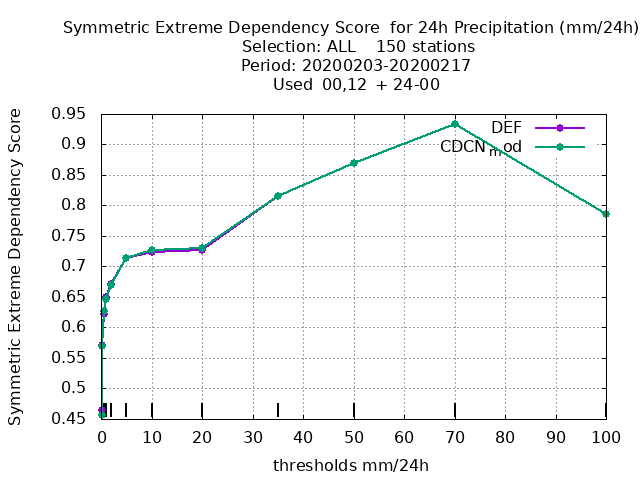 Symmetric Extreme Dependency Score for 24h Precipitation (mm/24h)
Selection: ALL 150 stations
Period: 20200203-20200217
Used 00,12 + 24-00
Symmetric Extreme Dependency Score
0.95
0.9
0.85
0.8
0.75
0.7
0.65
0.6
0.55
0.5
0.45
DEF
CDCNmod
0 10 20 30 40 50 60 70 80 90 100
thresholds mm/24h